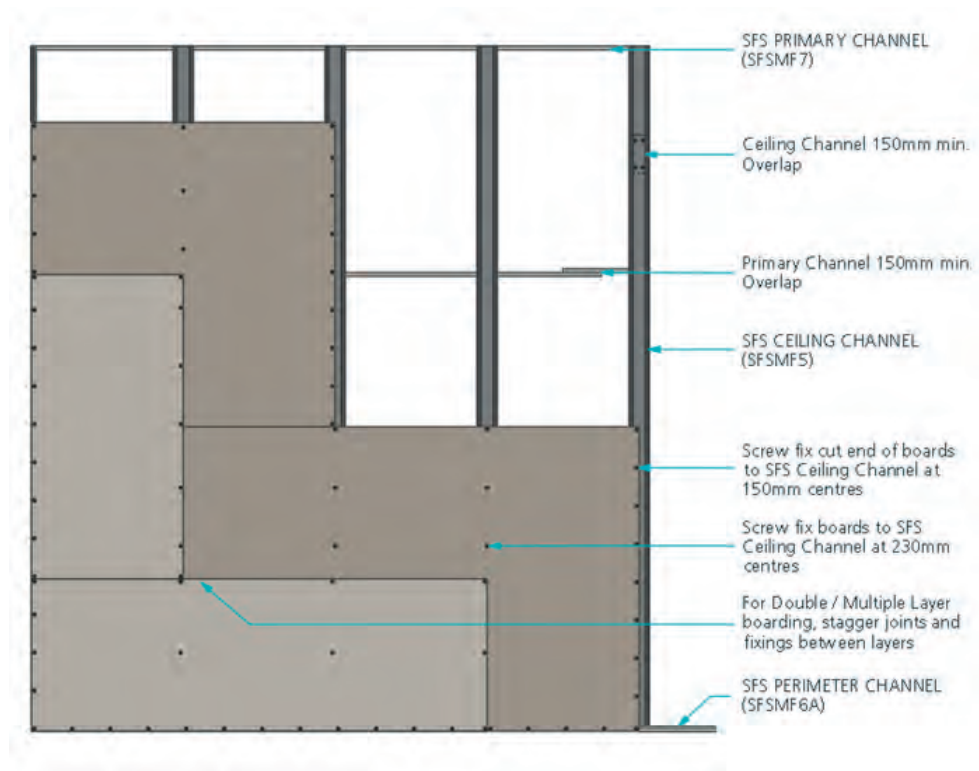 SFS PRIMARY CHANNEL
(SFSMF7)
Ceiling Channel 150mm min.
Overlap
Primary Channel 150mm min.
Overlap
SFS CEILING CHANNEL
(SFSMF5)
Screw fix cut end of boards
to SFS Ceiling Channel at
150mm centres
Screw fix boards to SFS
Ceiling Channel at 230mm
centres
For Double / Multiple Layer
boarding, stagger joints and
fixings between layers
SFS PERIMETER CHANNEL
(SFSMF6A)